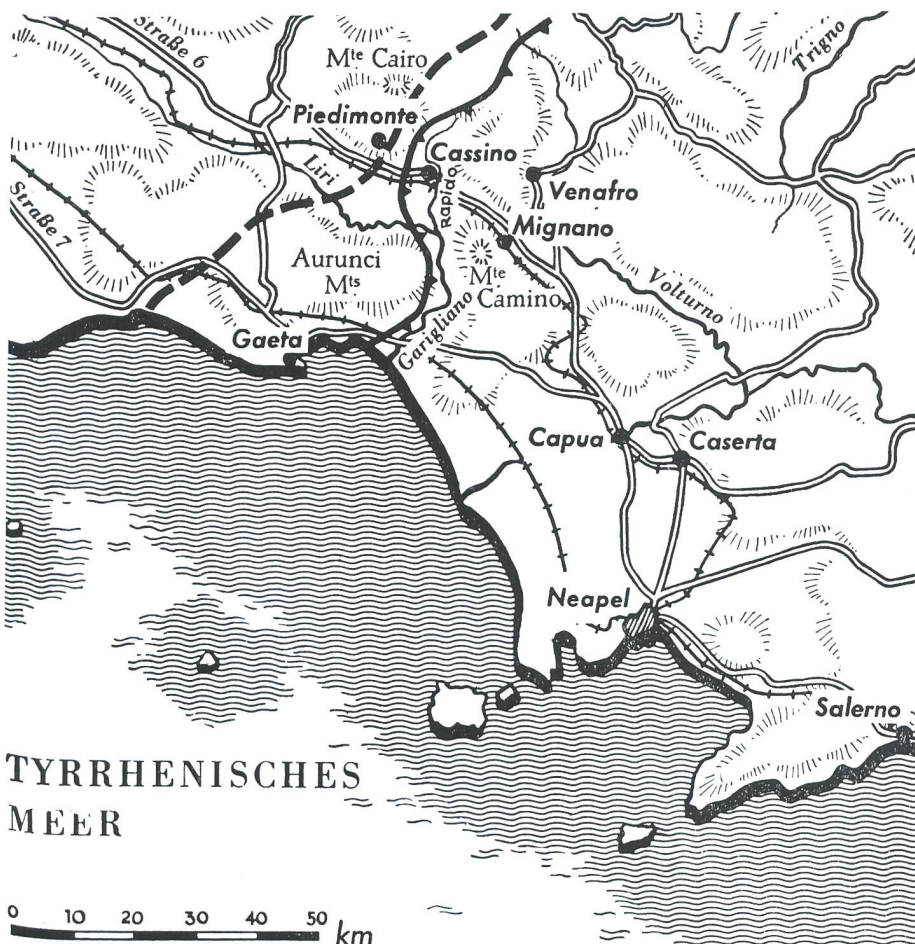 Straße 6
Mte Cairo
Trigno
Piedimonte
Cassino
Liri
Rapido
Venafro
Straße 7
Mignano
Aurunci
Mts
Mte
Camino
Volturno
Gaeta
Garigliano
Capua
Caserta
Neapel
Salerno
TYRRHENISCHES
MEER
0 10 20 30 40 50 km